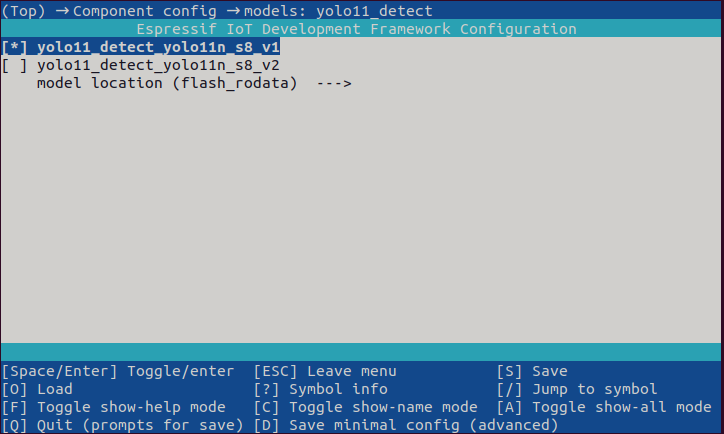 (Top) → Component config → models: yolo11_detect
Espressif IoT Development Framework Configuration
[*] yolo11_detect_yolo11n_s8_v1
[ ] yolo11_detect_yolo11n_s8_v2
model location (flash_rodata)  --->
[Space/Enter] Toggle/enter  [ESC] Leave menu  [S] Save
[O] Load  [?] Symbol info  [/] Jump to symbol
[F] Toggle show-help mode  [C] Toggle show-name mode  [A] Toggle show-all mode
[Q] Quit (prompts for save)  [D] Save minimal config (advanced)